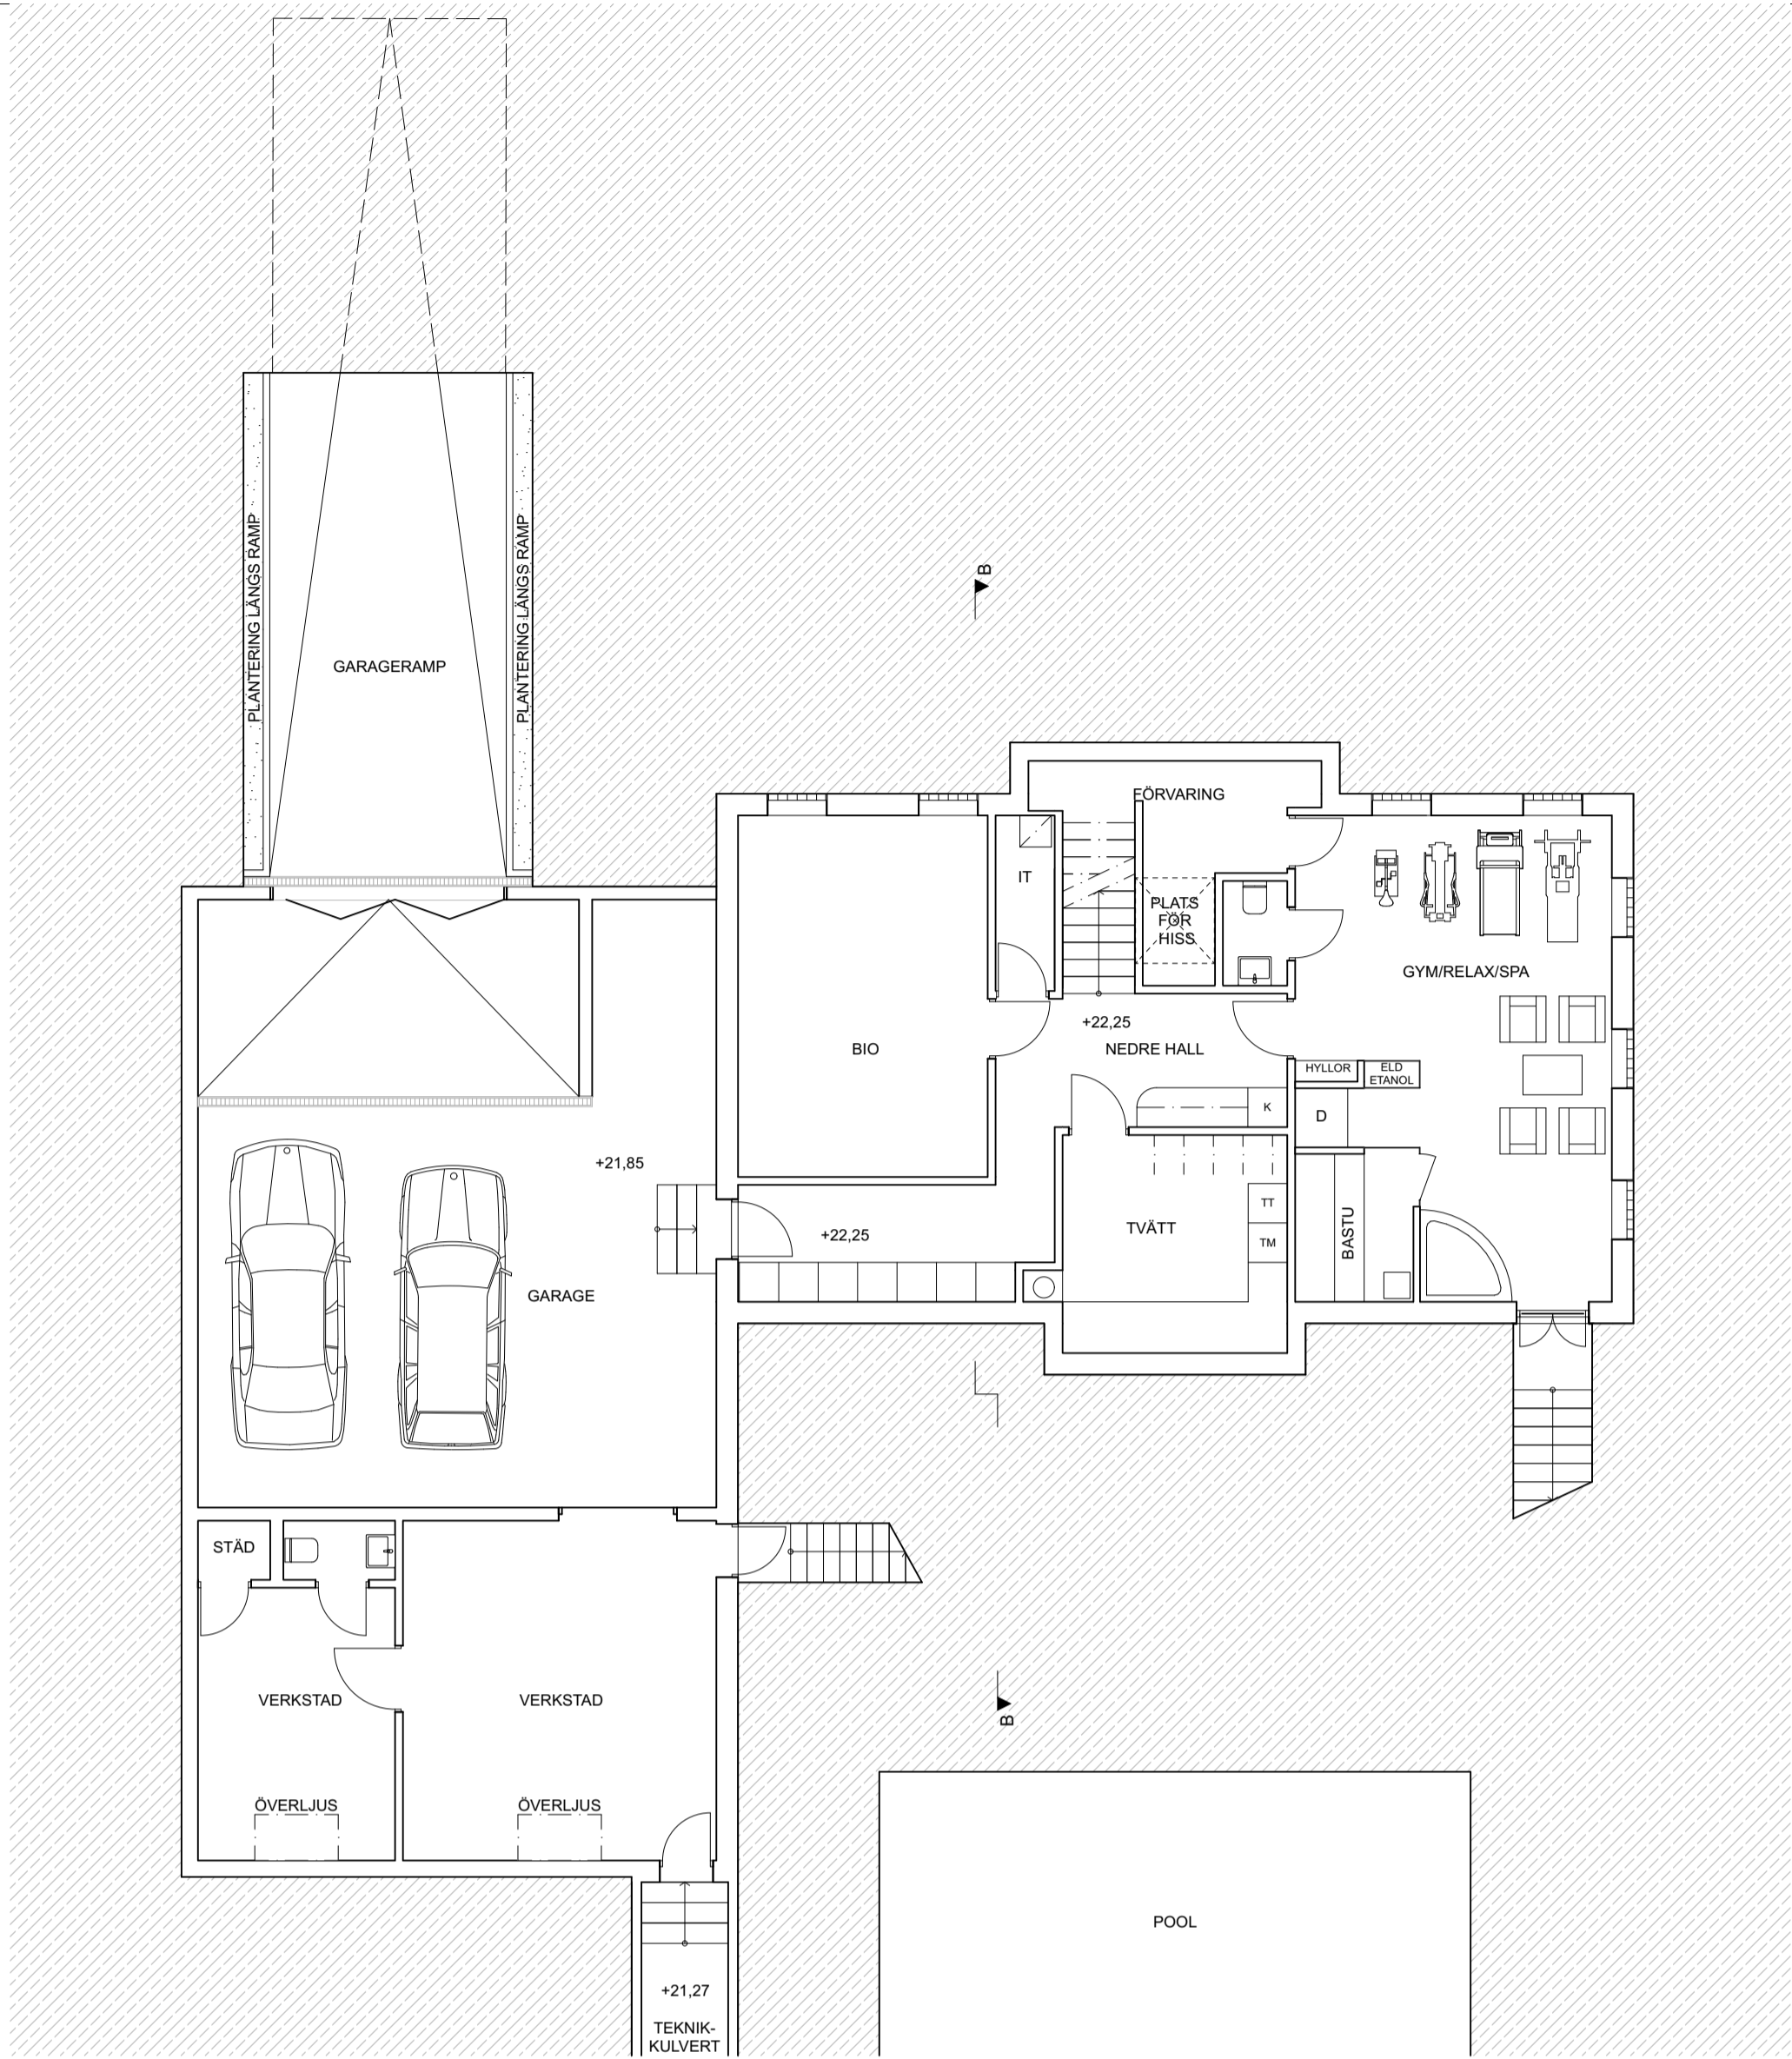 PLANTERING LÄNGS RAMP
PLANTERING LÄNGS RAMP
GARAGERAMP
B
FÖRVARING
IT
PLATS
FÖR
HISS
GYM/RELAX/SPA
+22,25
BIO
NEDRE HALL
HYLLOR
ELD
ETANOL
K
D
+21,85
TT
TVÄTT
BASTU
+22,25
TM
GARAGE
STÄD
VERKSTAD
VERKSTAD
B
ÖVERLJUS
ÖVERLJUS
POOL
+21,27
TEKNIK-
KULVERT